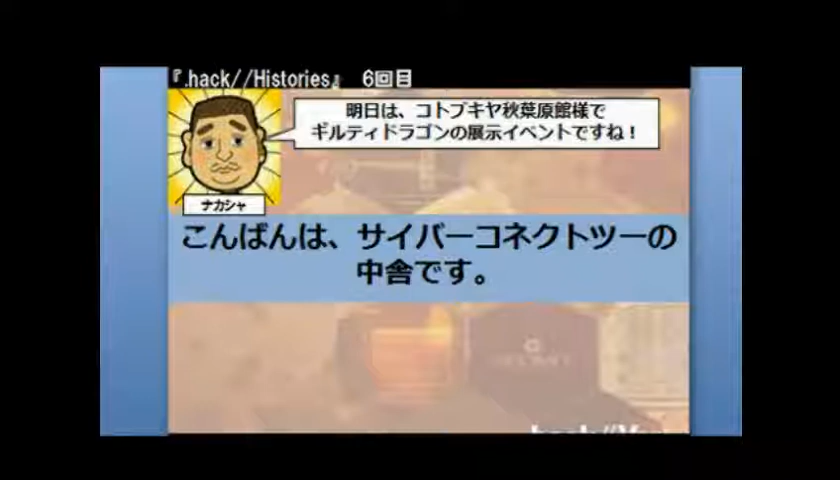 『.hack//Histories』 6回目
明日は、コトブキヤ秋葉原館様で
ギルティドラゴンの展示イベントですね！
ナカシャ
こんばんは、サイバーコネクトツーの
中舎です。